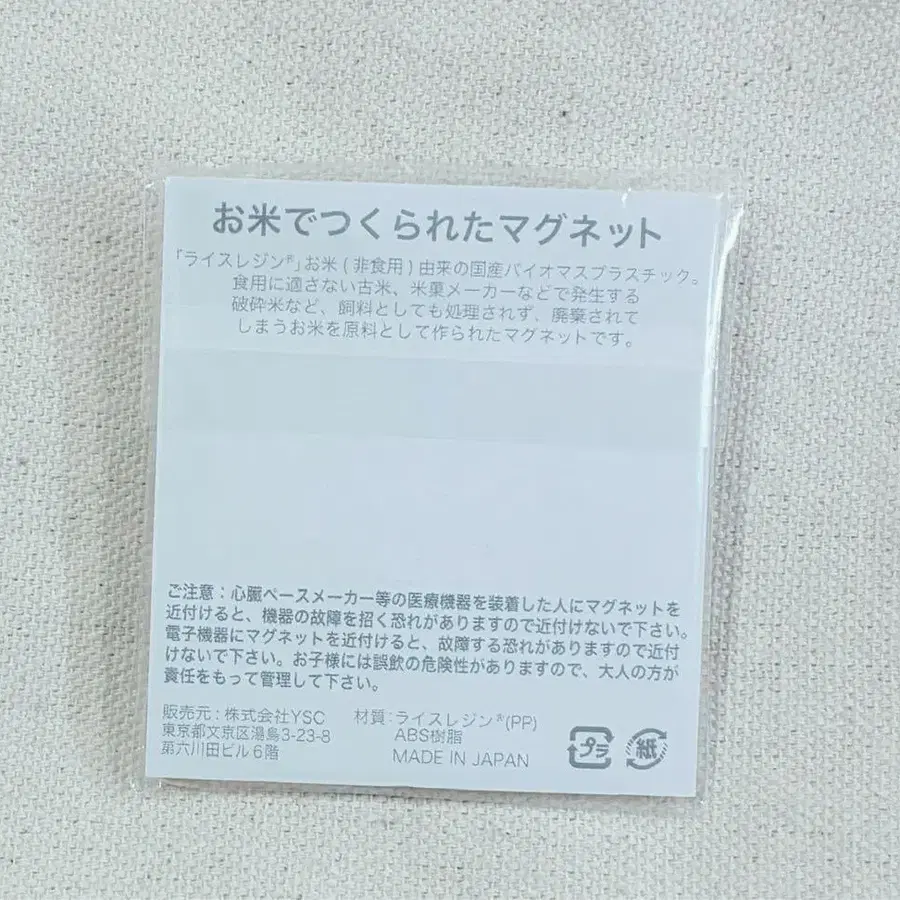 お米でつくられたマグネット
「ライスレジン®」お米(非食用)由来の国産バイオマスプラスチック。
食用に適さない古米、米菓メーカーなどで発生する
破砕米など、飼料としても処理されず、廃棄されて
しまうお米を原料として作られたマグネットです。
ご注意：心臓ペースメーカー等の医療機器を装着した人にマグネットを
近付けると、機器の故障を招く恐れがありますので近付けないで下さい。
電子機器にマグネットを近付けると、故障する恐れがありますので近付
けないで下さい。お子様には誤飲の危険性がありますので、大人の方が
責任をもって管理して下さい。
販売元：株式会社YSC
東京都文京区湯島3-23-8
第六川田ビル6階
材質：ライスレジン®(PP)
ABS樹脂
MADE IN JAPAN
プラ
紙